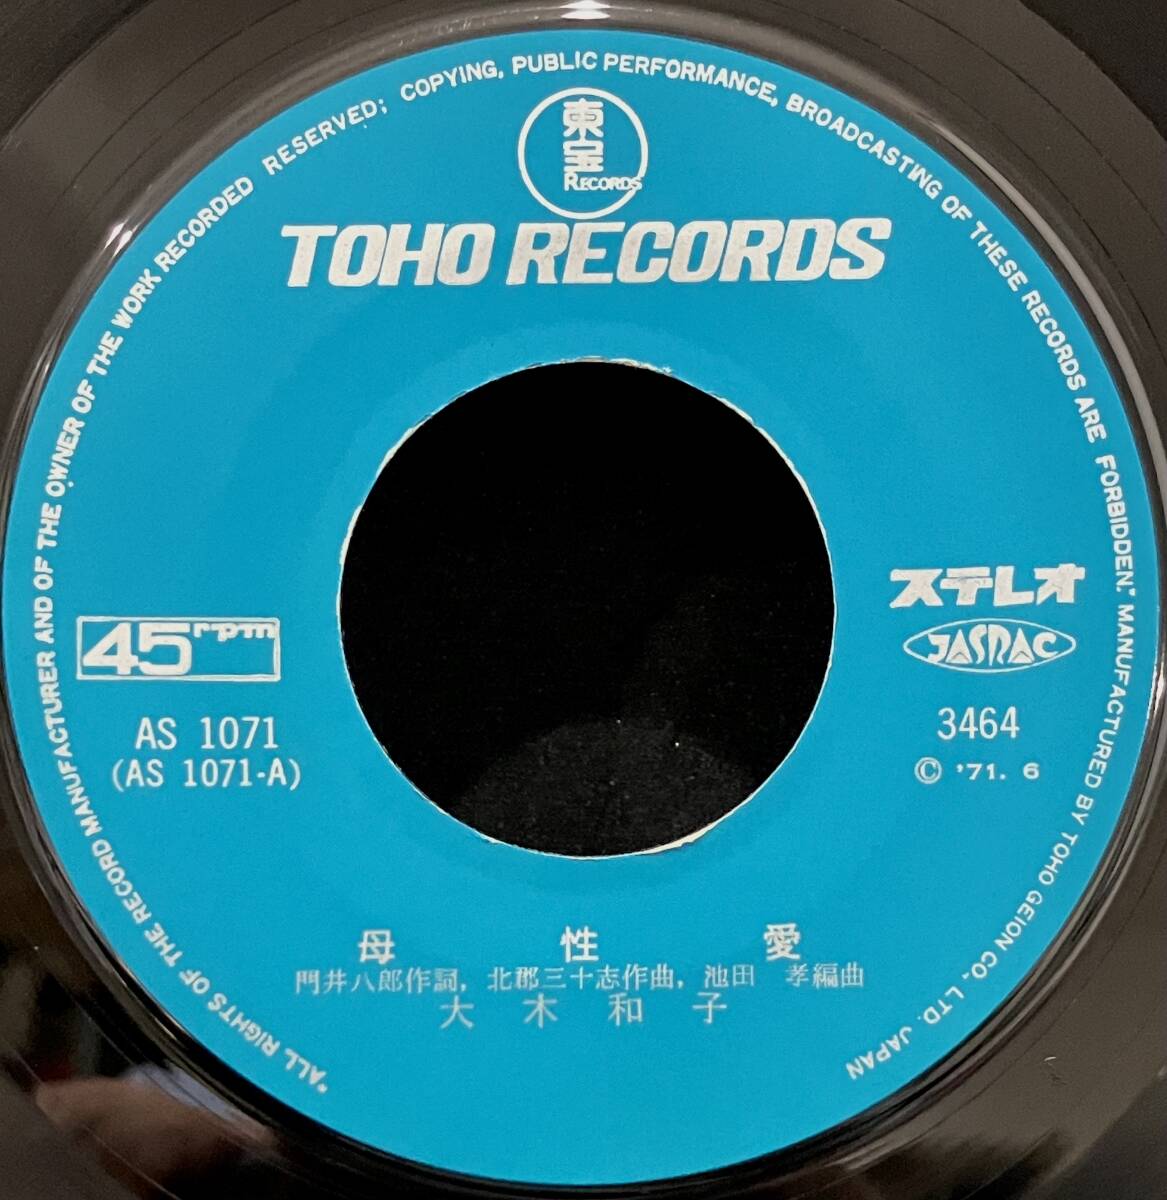 "ALL RIGHTS OF THE RECORD MANUFACTURER AND OF THE OWNER OF THE WORK RECORDED RESERVED; COPYING, PUBLIC PERFORMANCE, BROADCASTING OF THESE RECORDS ARE FORBIDDEN." MANUFACTURED BY TOHO GEION CO., LTD. JAPAN
東宝
RECORDS
TOHO RECORDS
45rpm
AS 1071
(AS 1071-A)
ステレオ
JASRAC
3464
© '71. 6
母性愛
門井八郎作詞, 北郡三十志作曲, 池田 孝編曲
大木和子